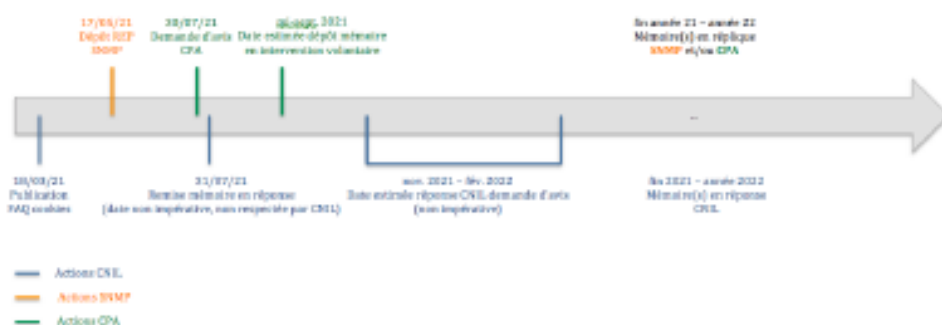 17/05/21
Dépôt REP
SNMP
30/07/21
Demande d'avis
CPA
sept. 2021
Date estimée dépôt mémoire
en intervention volontaire
fin année 21 – année 22
Mémoire(s) en réplique
SNMP et/ou CPA
...
18/03/21
Publication
FAQ cookies
31/07/21
Remise mémoire en réponse
(date non impérative, non respectée par CNIL)
nov. 2021 – fév. 2022
Date estimée réponse CNIL demande d'avis
(non impérative)
fin 2021 – année 2022
Mémoire(s) en réponse
CNIL
Actions CNIL
Actions SNMP
Actions CPA